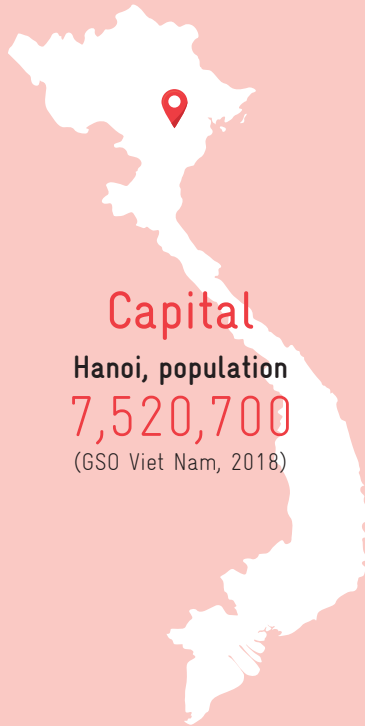 Capital
Hanoi, population
7,520,700
(GSO Viet Nam, 2018)